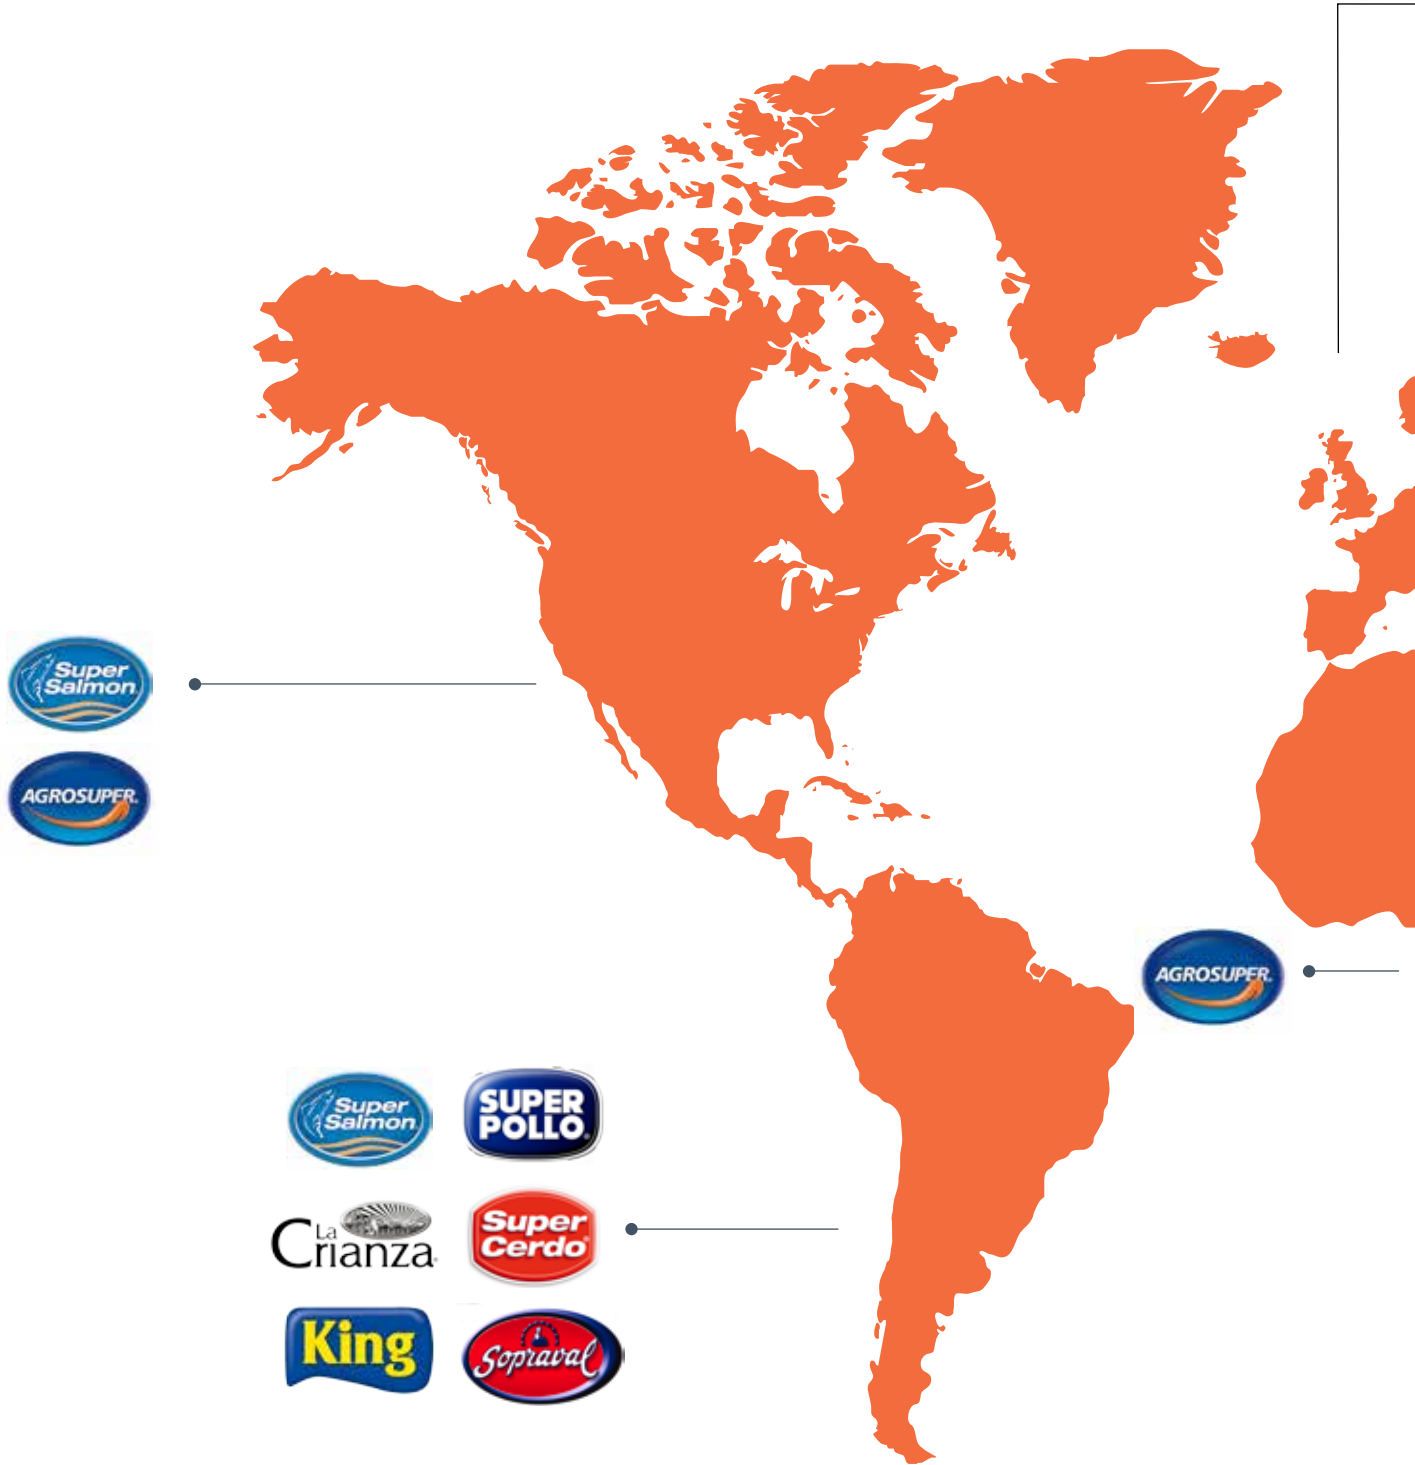 Super
Salmon
AGROSUPER
AGROSUPER
Super
Salmon
SUPER
POLLO
La
Crianza
Super
Cerdo
King
Sopraval